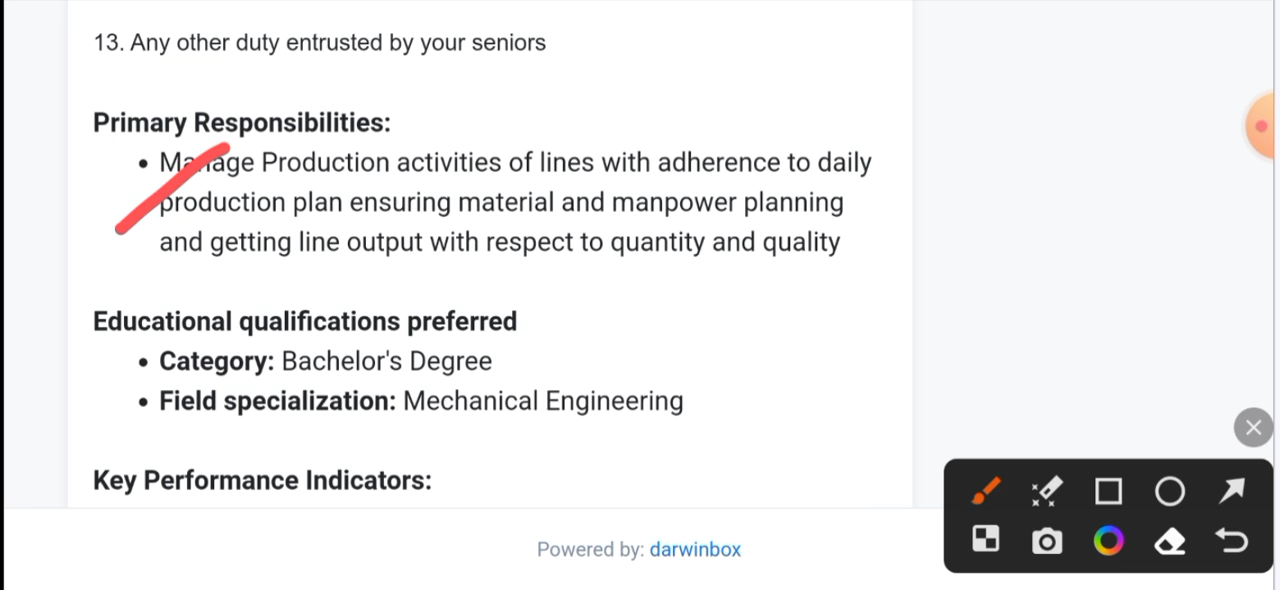 13. Any other duty entrusted by your seniors
Primary Responsibilities:
• Manage Production activities of lines with adherence to daily
production plan ensuring material and manpower planning
and getting line output with respect to quantity and quality
Educational qualifications preferred
• Category: Bachelor's Degree
• Field specialization: Mechanical Engineering
Key Performance Indicators:
Powered by: darwinbox